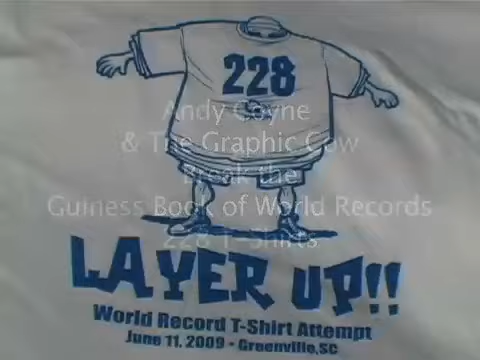 228
Andy Coyne
& The Graphic Cow
Break the
Guiness Book of World Records
228 T-Shirts
LAYER UP!!
World Record T-Shirt Attempt
June 11, 2009 • Greenville, SC